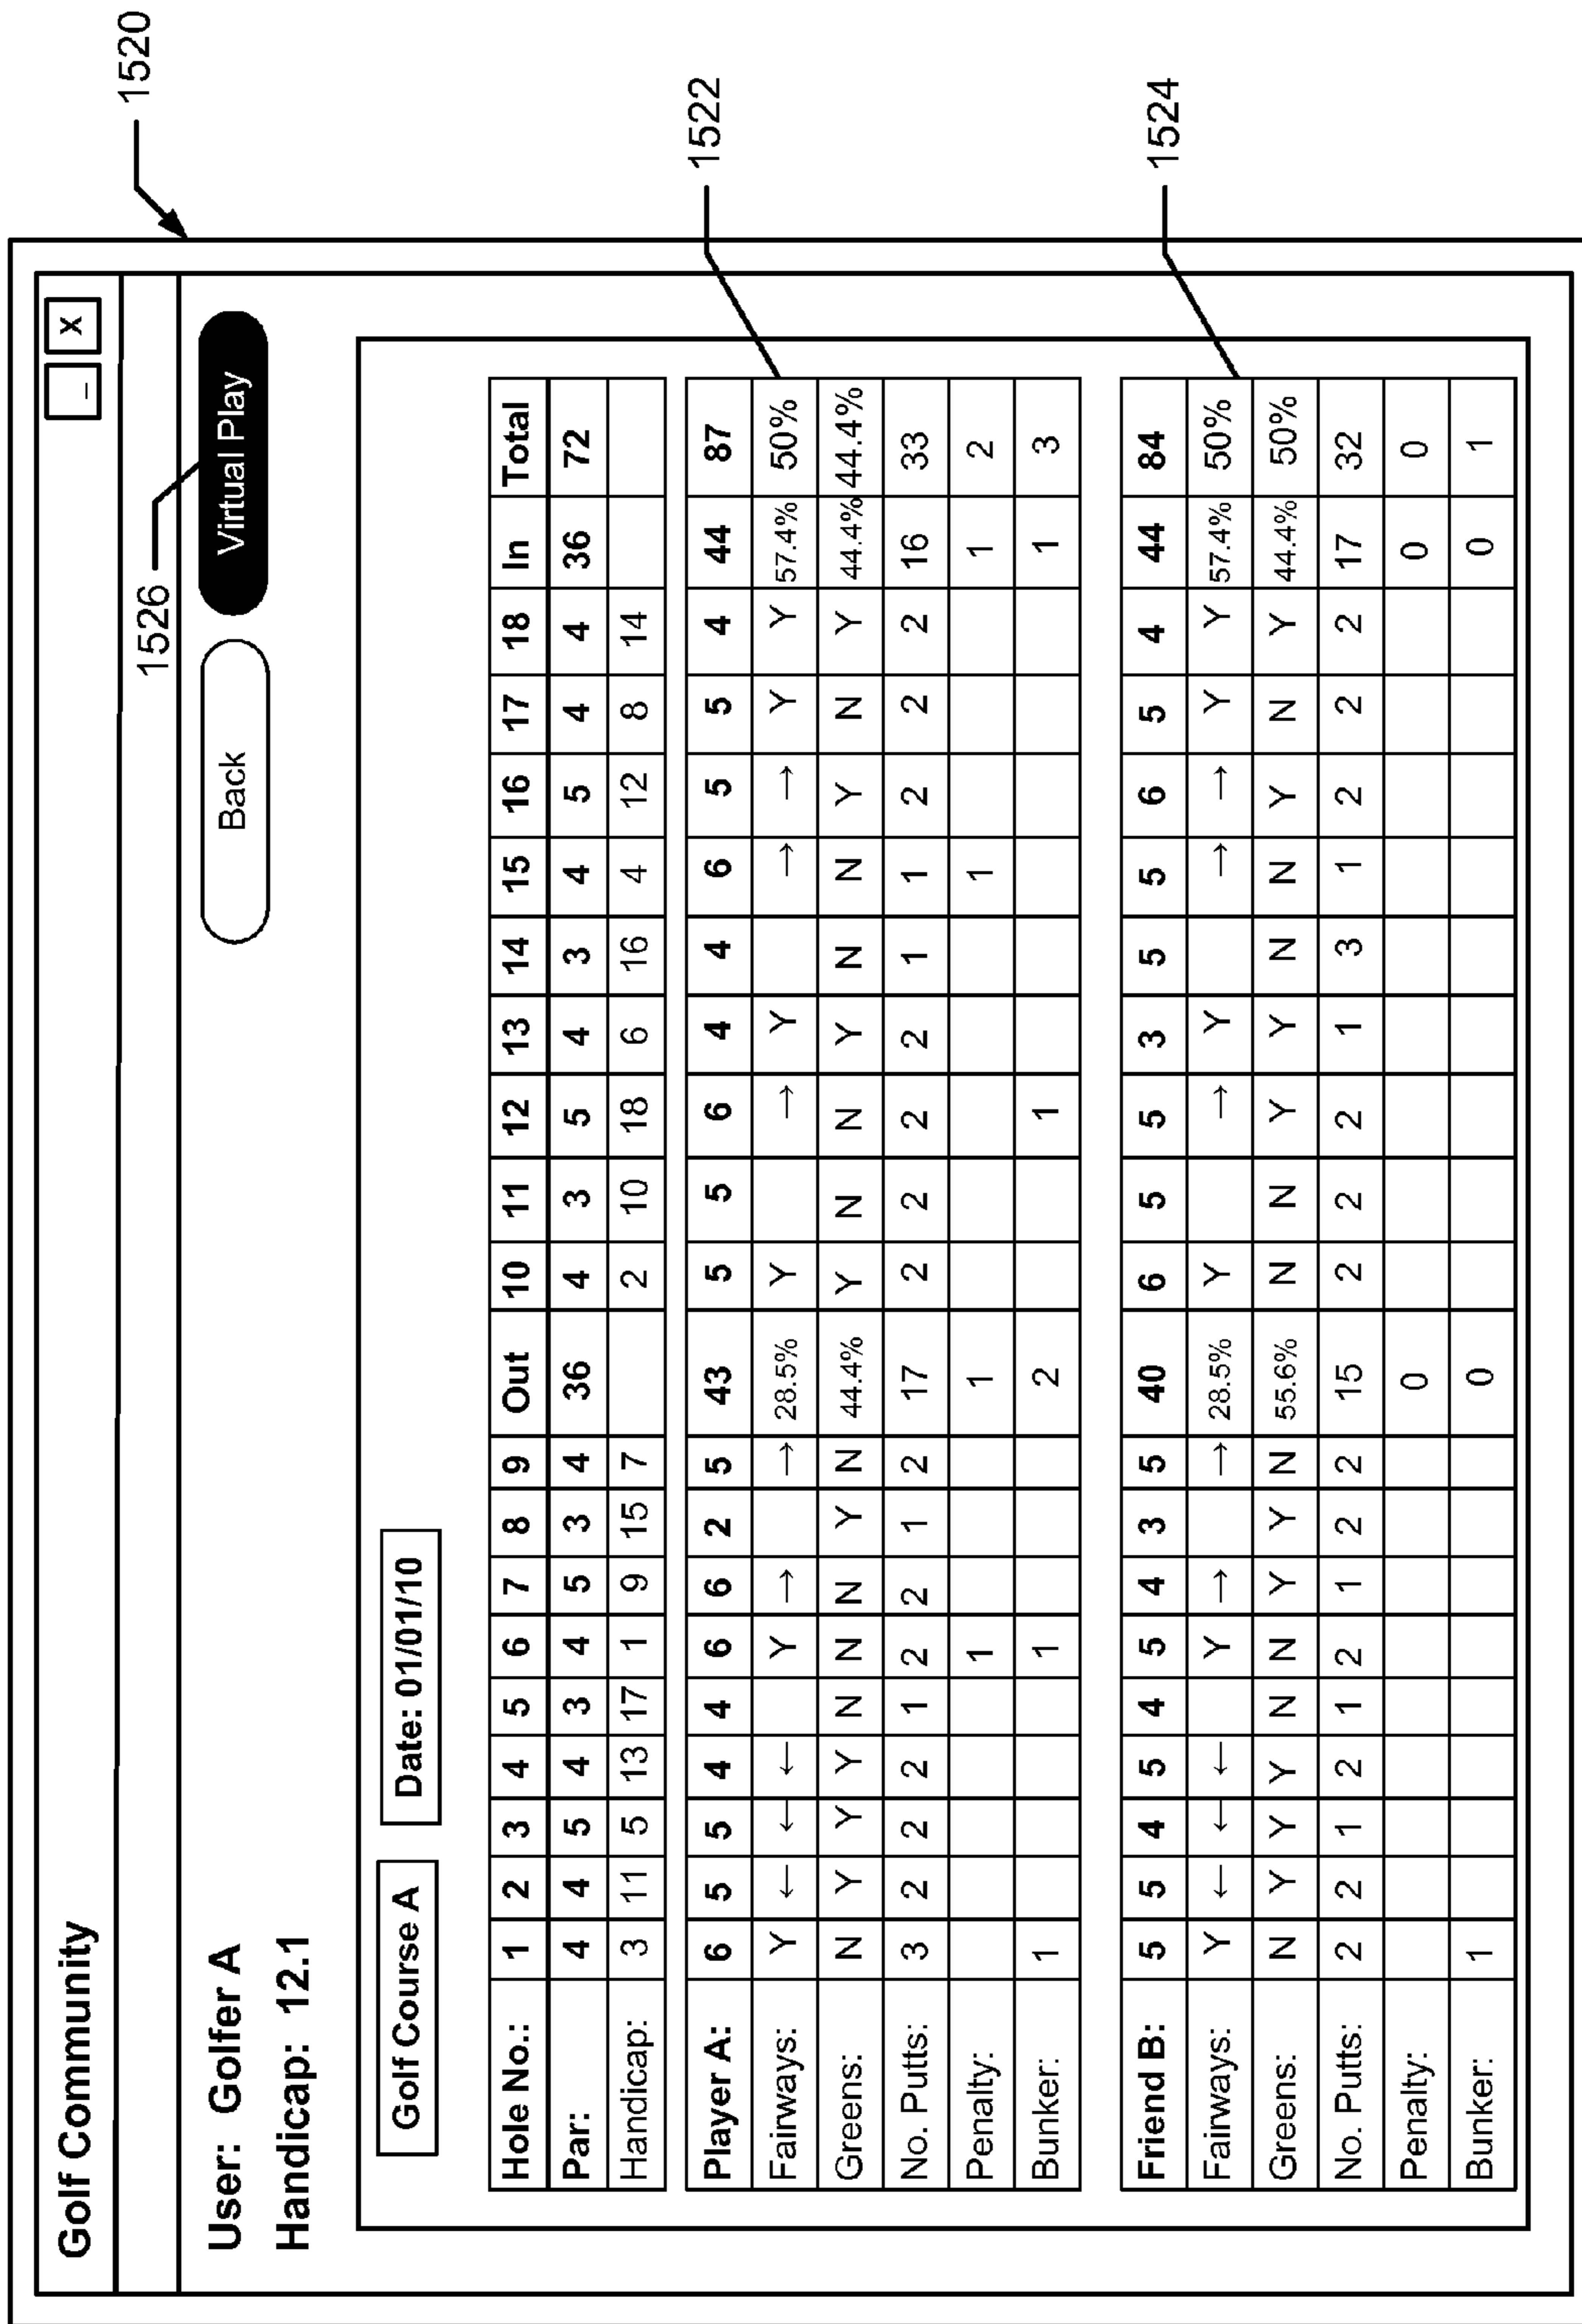 Golf Community _ X
1520
1526
User: Golfer A Back Virtual Play
Handicap: 12.1
Golf Course A Date: 01/01/10
Hole No.: 1 2 3 4 5 6 7 8 9 Out 10 11 12 13 14 15 16 17 18 In Total
Par: 4 4 5 4 3 4 5 3 4 36 4 3 5 4 3 4 5 4 4 36 72
Handicap: 3 11 5 13 17 1 9 15 7 2 10 18 6 16 4 12 8 14
1522
Player A: 6 5 5 4 4 6 6 2 5 43 5 5 6 4 4 6 5 5 4 44 87
Fairways: Y ← ← ← Y → → 28.5% Y → Y → → Y Y 57.4% 50%
Greens: N Y Y Y N N N Y N 44.4% Y N N Y N N Y N Y 44.4% 44.4%
No. Putts: 3 2 2 2 1 2 2 1 2 17 2 2 2 2 1 1 2 2 2 16 33
Penalty: 1 1 1 1 2
Bunker: 1 1 2 1 1 3
1524
Friend B: 5 5 4 5 4 5 4 3 5 40 6 5 5 3 5 5 6 5 4 44 84
Fairways: Y ← ← ← Y → → 28.5% Y → Y → → Y Y 57.4% 50%
Greens: N Y Y Y N N Y Y N 55.6% N N Y Y N N Y N Y 44.4% 50%
No. Putts: 2 2 1 2 1 2 1 2 2 15 2 2 2 1 3 1 2 2 2 17 32
Penalty: 0 0 0
Bunker: 1 0 0 1